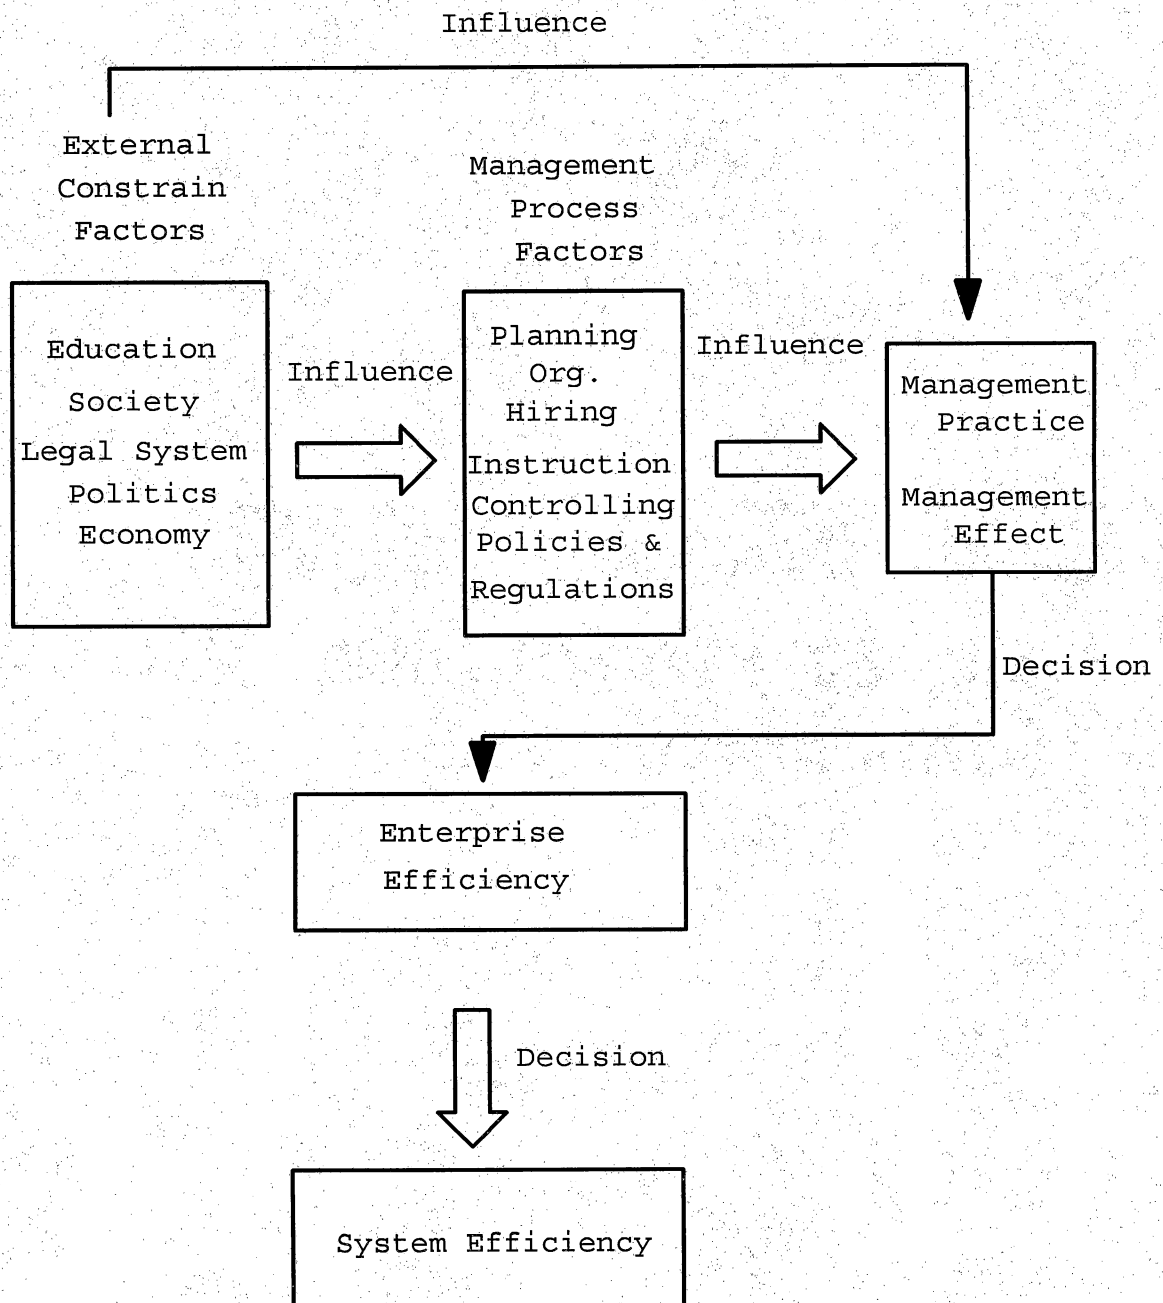 Influence
External
Constrain
Factors
Management
Process
Factors
Education
Society
Legal System
Politics
Economy
Influence
Planning
Org.
Hiring
Instruction
Controlling
Policies &
Regulations
Influence
Management
Practice
Management
Effect
Decision
Enterprise
Efficiency
Decision
System Efficiency